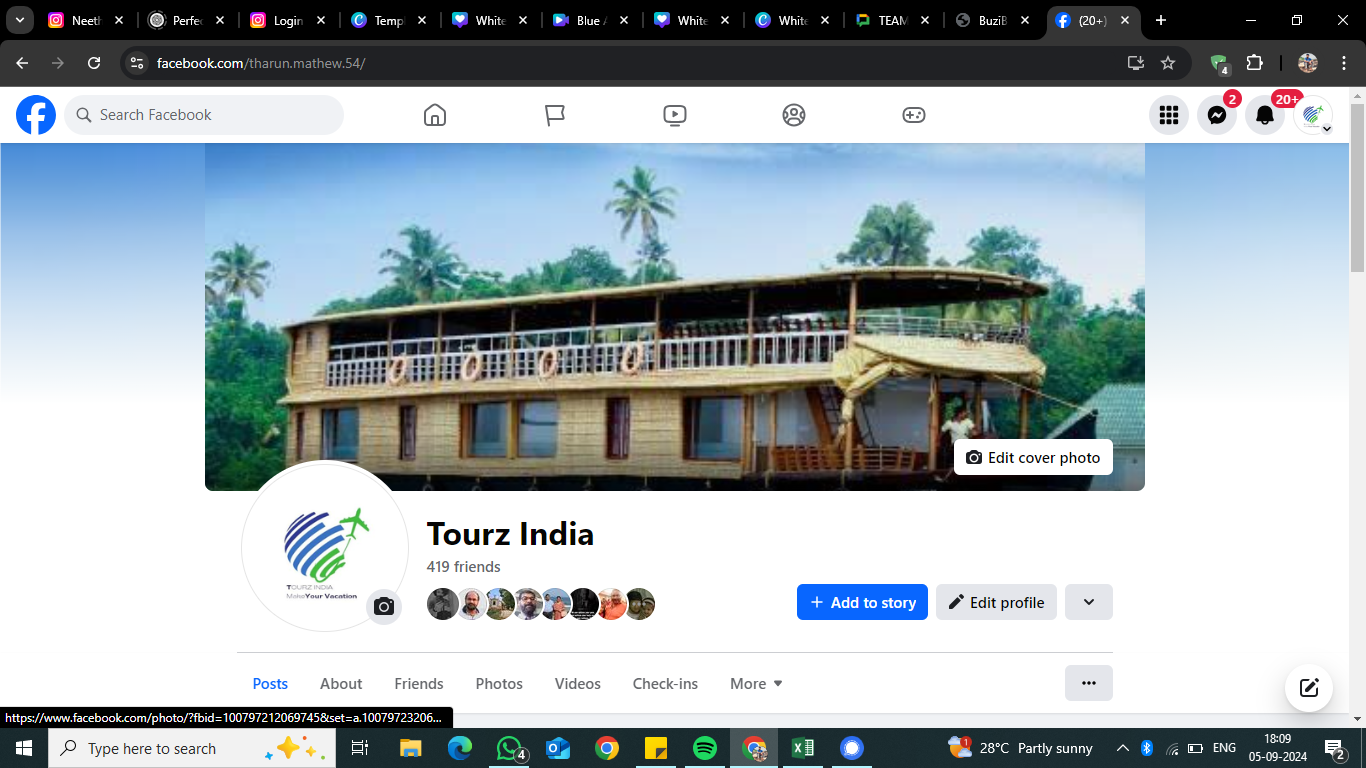 Neeth
Perfec
Login
Templ
White
Blue A
White
White
TEAM
BuziB
(20+)
facebook.com/tharun.mathew.54/
4
Search Facebook
2
20+
Edit cover photo
TOURZ INDIA
Make Your Vacation
Tourz India
419 friends
Add to story
Edit profile
Posts
About
Friends
Photos
Videos
Check-ins
More
https://www.facebook.com/photo/?fbid=100797212069745&set=a.10079723206...
Type here to search
4
1
28°C Partly sunny
ENG
18:09
05-09-2024
2